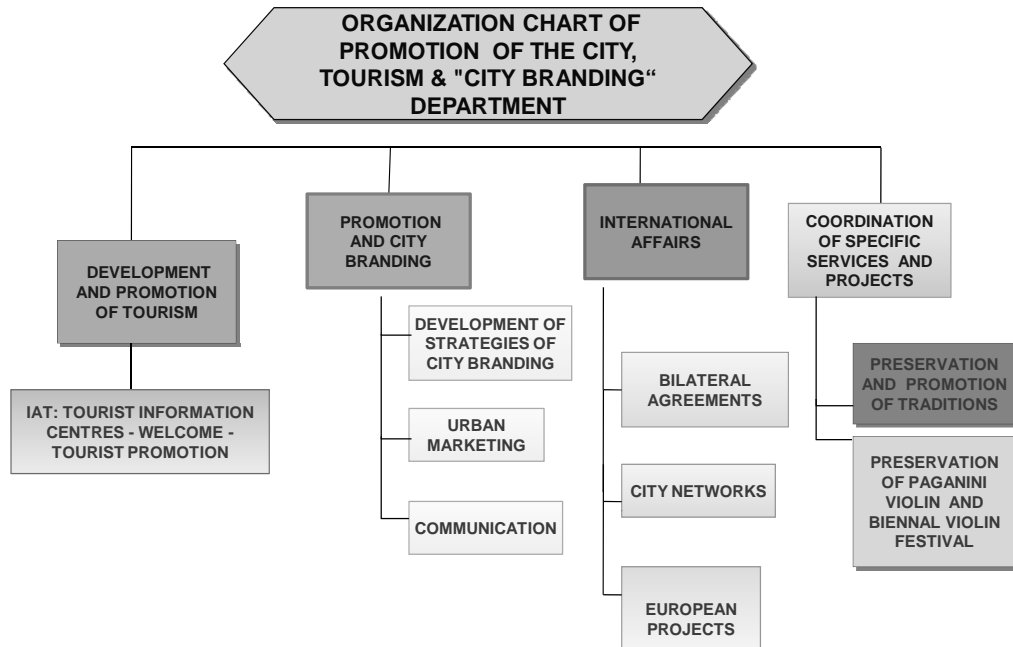 ORGANIZATION CHART OF
PROMOTION OF THE CITY,
TOURISM & "CITY BRANDING“
DEPARTMENT
DEVELOPMENT
AND PROMOTION
OF TOURISM
IAT: TOURIST INFORMATION
CENTRES - WELCOME -
TOURIST PROMOTION
PROMOTION
AND CITY
BRANDING
DEVELOPMENT OF
STRATEGIES OF
CITY BRANDING
URBAN
MARKETING
COMMUNICATION
INTERNATIONAL
AFFAIRS
BILATERAL
AGREEMENTS
CITY NETWORKS
EUROPEAN
PROJECTS
COORDINATION
OF SPECIFIC
SERVICES AND
PROJECTS
PRESERVATION
AND PROMOTION
OF TRADITIONS
PRESERVATION
OF PAGANINI
VIOLIN AND
BIENNAL VIOLIN
FESTIVAL